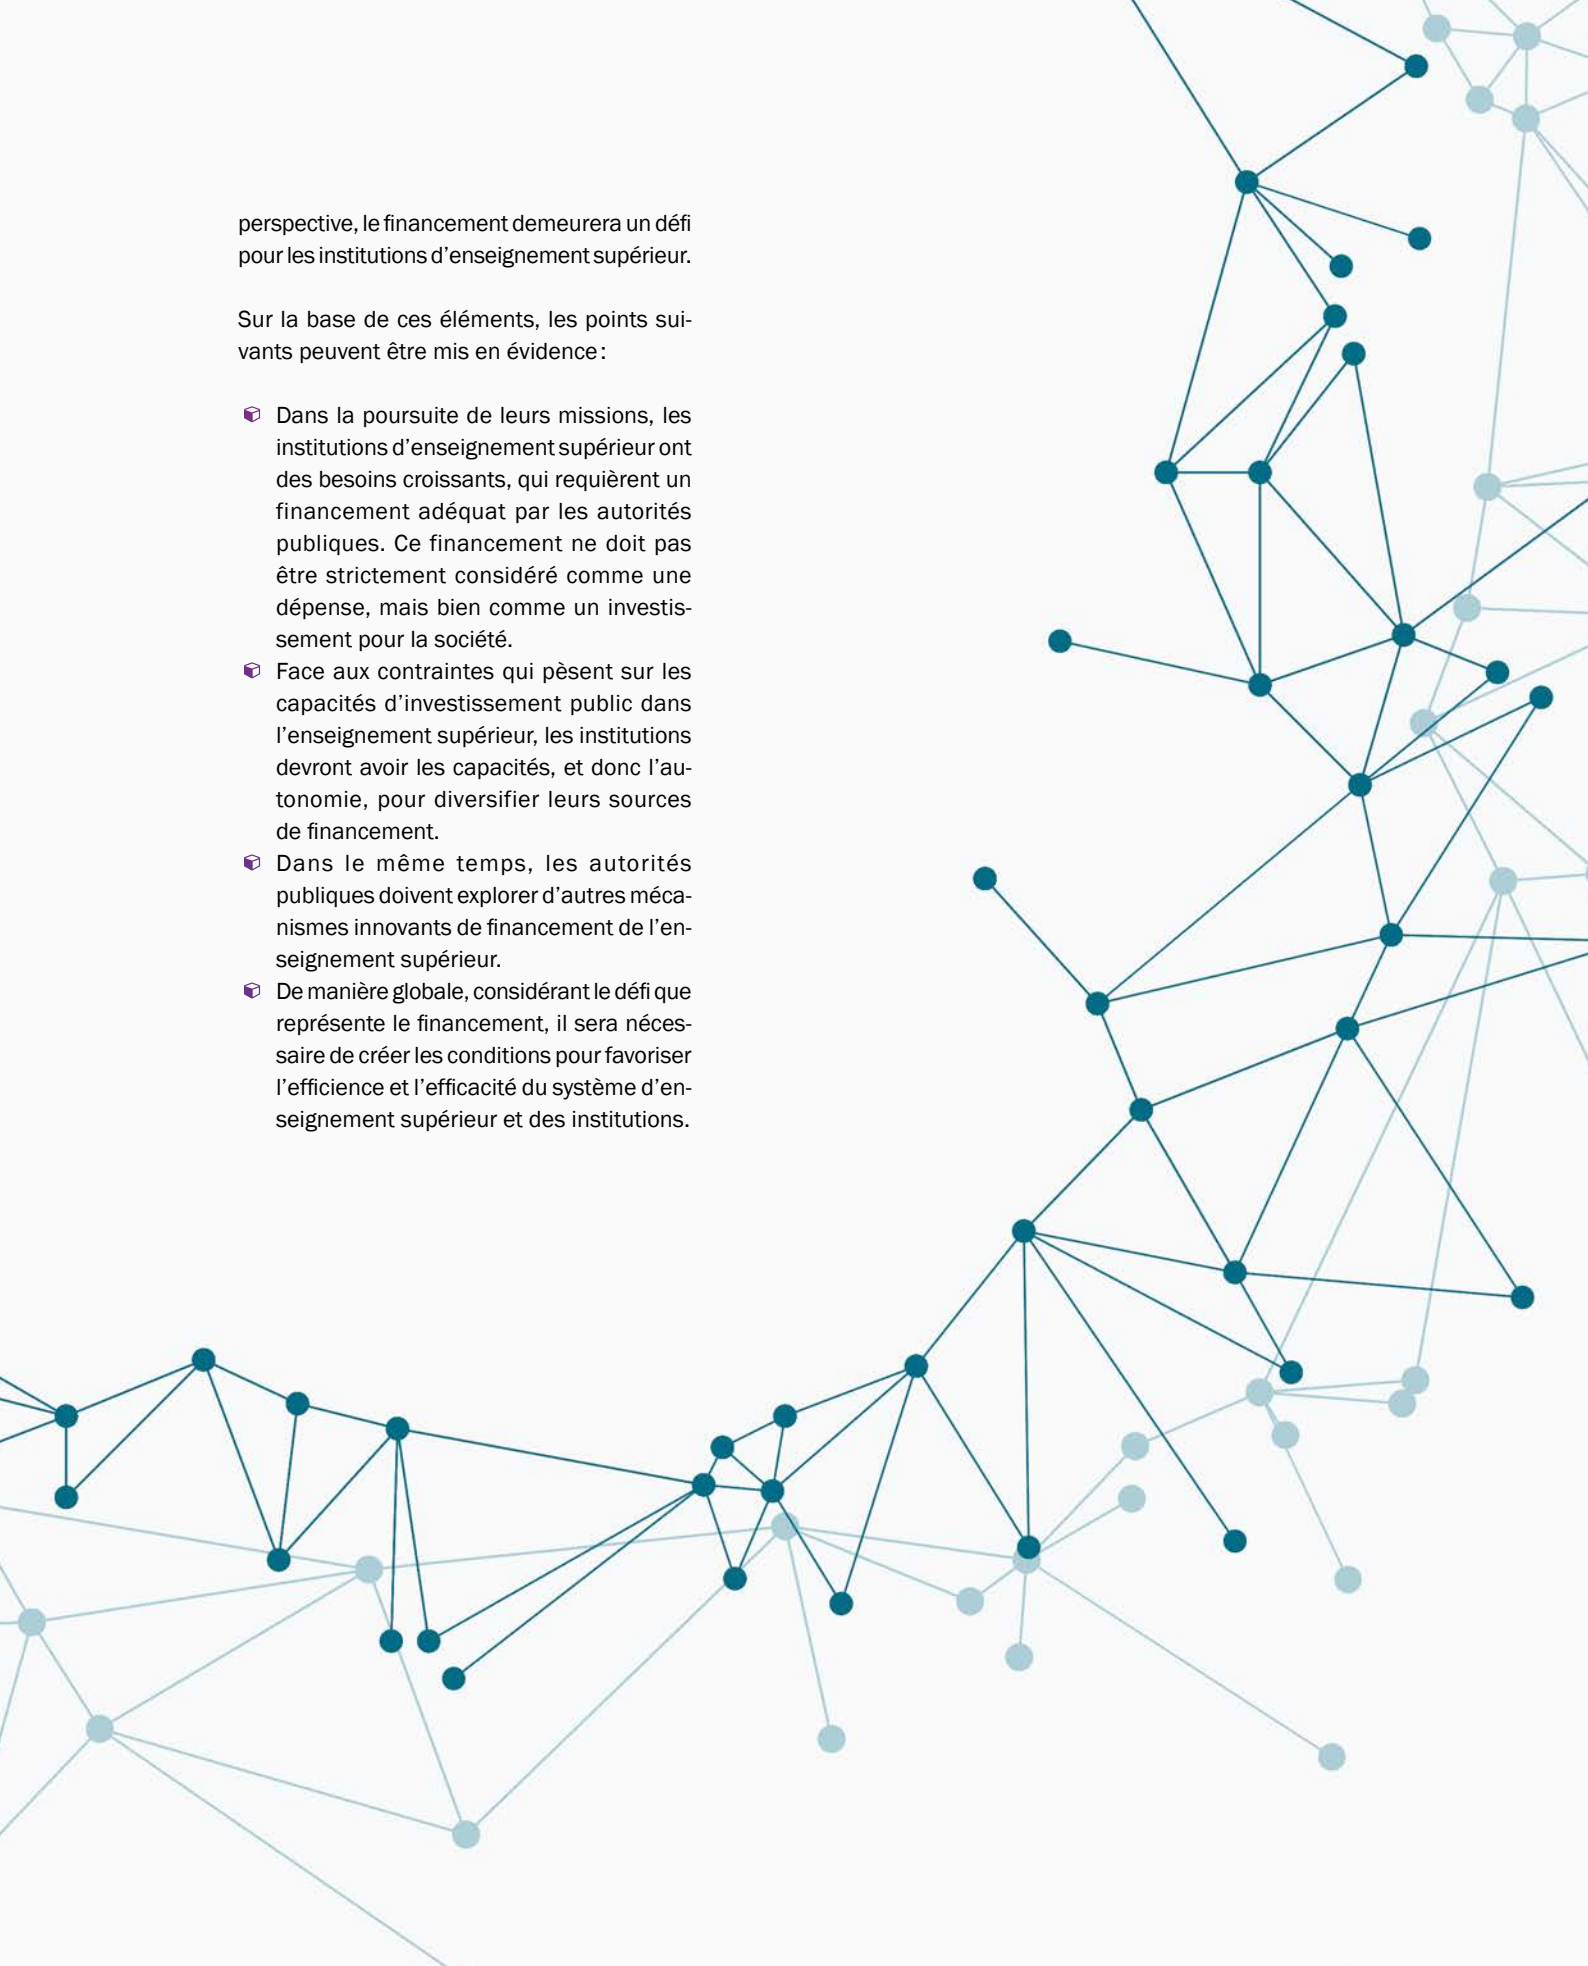 perspective, le financement demeurera un défi
pour les institutions d'enseignement supérieur.
Sur la base de ces éléments, les points sui-
vants peuvent être mis en évidence :
Dans la poursuite de leurs missions, les
institutions d'enseignement supérieur ont
des besoins croissants, qui requièrent un
financement adéquat par les autorités
publiques. Ce financement ne doit pas
être strictement considéré comme une
dépense, mais bien comme un investis-
sement pour la société.
Face aux contraintes qui pèsent sur les
capacités d'investissement public dans
l'enseignement supérieur, les institutions
devront avoir les capacités, et donc l'au-
tonomie, pour diversifier leurs sources
de financement.
Dans le même temps, les autorités
publiques doivent explorer d'autres méca-
nismes innovants de financement de l'en-
seignement supérieur.
De manière globale, considérant le défi que
représente le financement, il sera néces-
saire de créer les conditions pour favoriser
l'efficience et l'efficacité du système d'en-
seignement supérieur et des institutions.